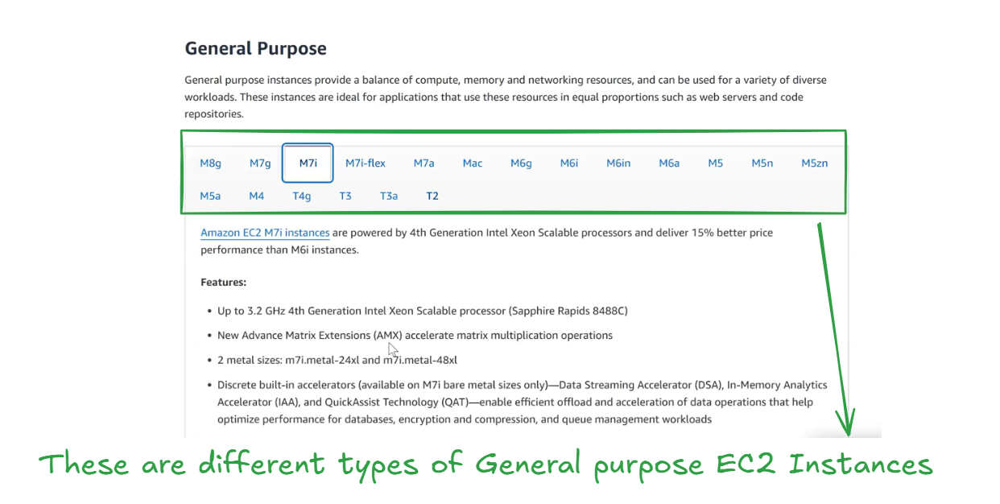 General Purpose
General purpose instances provide a balance of compute, memory and networking resources, and can be used for a variety of diverse
workloads. These instances are ideal for applications that use these resources in equal proportions such as web servers and code
repositories.
M8g M7g M7i M7i-flex M7a Mac M6g M6i M6in M6a M5 M5n M5zn
M5a M4 T4g T3 T3a T2
Amazon EC2 M7i instances are powered by 4th Generation Intel Xeon Scalable processors and deliver 15% better price
performance than M6i instances.
Features:
• Up to 3.2 GHz 4th Generation Intel Xeon Scalable processor (Sapphire Rapids 8488C)
• New Advance Matrix Extensions (AMX) accelerate matrix multiplication operations
• 2 metal sizes: m7i.metal-24xl and m7i.metal-48xl
• Discrete built-in accelerators (available on M7i bare metal sizes only)—Data Streaming Accelerator (DSA), In-Memory Analytics
Accelerator (IAA), and QuickAssist Technology (QAT)—enable efficient offload and acceleration of data operations that help
optimize performance for databases, encryption and compression, and queue management workloads
These are different types of General purpose EC2 Instances